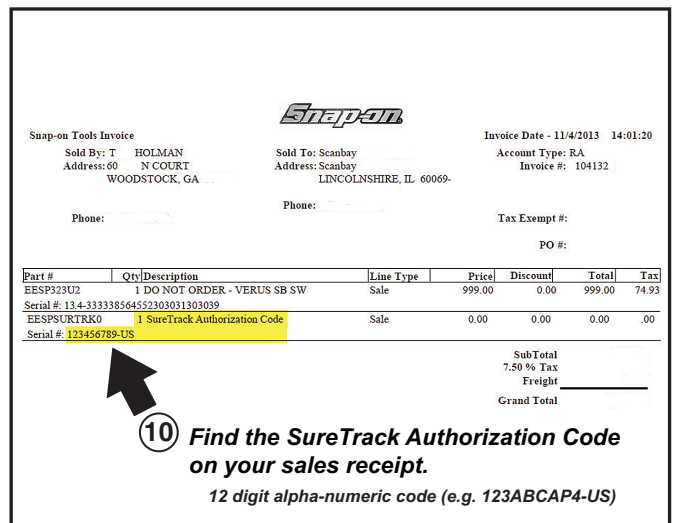 Snap-on
Snap-on Tools Invoice
Invoice Date - 11/4/2013 14:01:20
Sold By: T HOLMAN
Sold To: Scanbay
Account Type: RA
Address: 60 N COURT
Address: Scanbay
Invoice #: 104132
WOODSTOCK, GA
LINCOLNSHIRE, IL 60069-
Phone:
Phone:
Tax Exempt #:
PO #:
Part # Qty Description Line Type Price Discount Total Tax
EESP323U2 1 DO NOT ORDER - VERUS SB SW Sale 999.00 0.00 999.00 74.93
Serial #: 13.4-3333385645523030313030​39
EESPSURTRK0 1 SureTrack Authorization Code Sale 0.00 0.00 0.00 .00
Serial #: 123456789-US
SubTotal
7.50 % Tax
Freight
Grand Total
10 Find the SureTrack Authorization Code
on your sales receipt.
12 digit alpha-numeric code (e.g. 123ABCAP4-US)